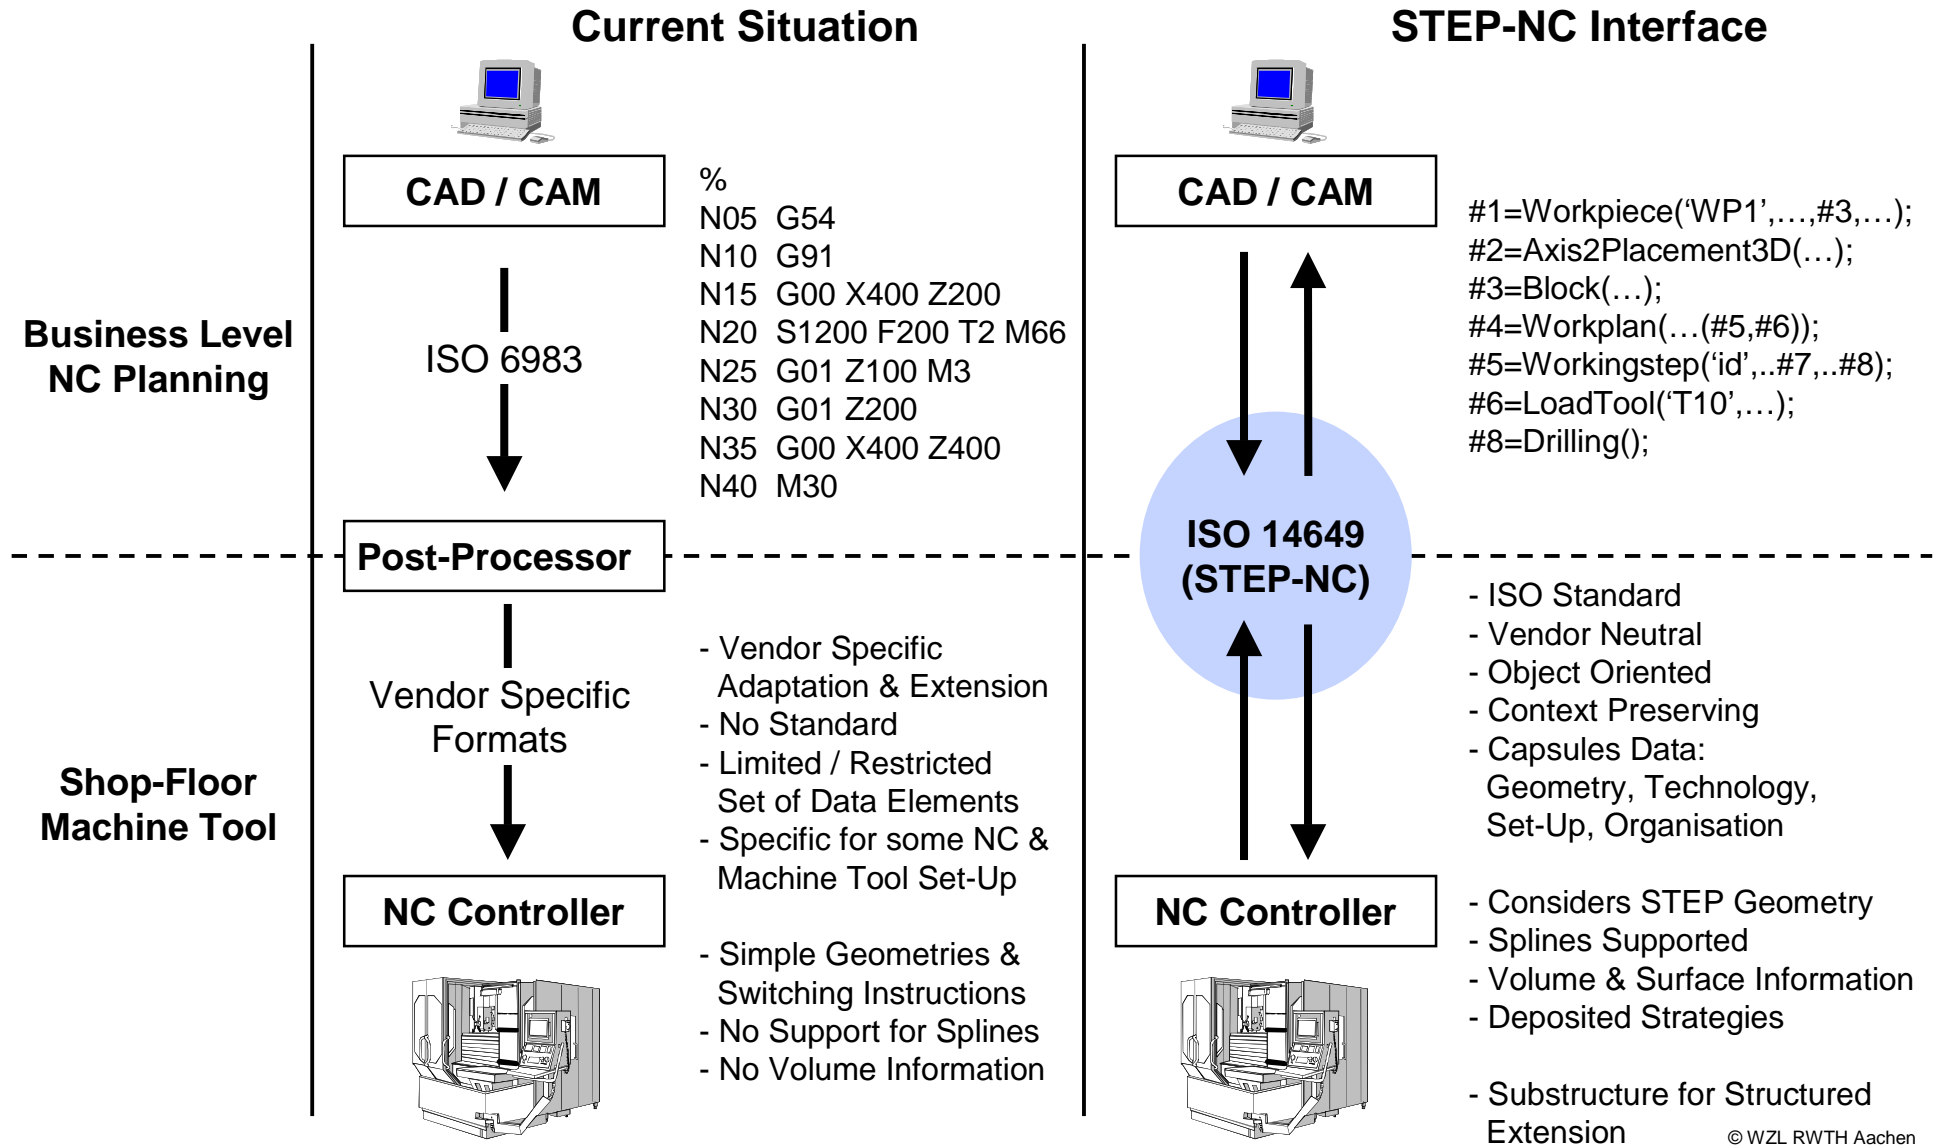 Current Situation
STEP-NC Interface
Business Level
NC Planning
Shop-Floor
Machine Tool
CAD / CAM
ISO 6983
Post-Processor
Vendor Specific
Formats
NC Controller
%
N05 G54
N10 G91
N15 G00 X400 Z200
N20 S1200 F200 T2 M66
N25 G01 Z100 M3
N30 G01 Z200
N35 G00 X400 Z400
N40 M30
- Vendor Specific
Adaptation & Extension
- No Standard
- Limited / Restricted
Set of Data Elements
- Specific for some NC &
Machine Tool Set-Up
- Simple Geometries &
Switching Instructions
- No Support for Splines
- No Volume Information
CAD / CAM
ISO 14649
(STEP-NC)
NC Controller
#1=Workpiece(‘WP1’,…,#3,…);
#2=Axis2Placement3D(…);
#3=Block(…);
#4=Workplan(…(#5,#6));
#5=Workingstep(‘id’,..#7,..#8);
#6=LoadTool(‘T10’,…);
#8=Drilling();
- ISO Standard
- Vendor Neutral
- Object Oriented
- Context Preserving
- Capsules Data:
Geometry, Technology,
Set-Up, Organisation
- Considers STEP Geometry
- Splines Supported
- Volume & Surface Information
- Deposited Strategies
- Substructure for Structured
Extension
© WZL RWTH Aachen